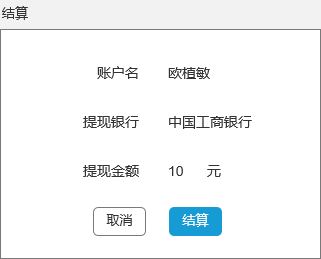 结算
账户名 欧植敏
提现银行 中国工商银行
提现金额 10 元
取消 结算